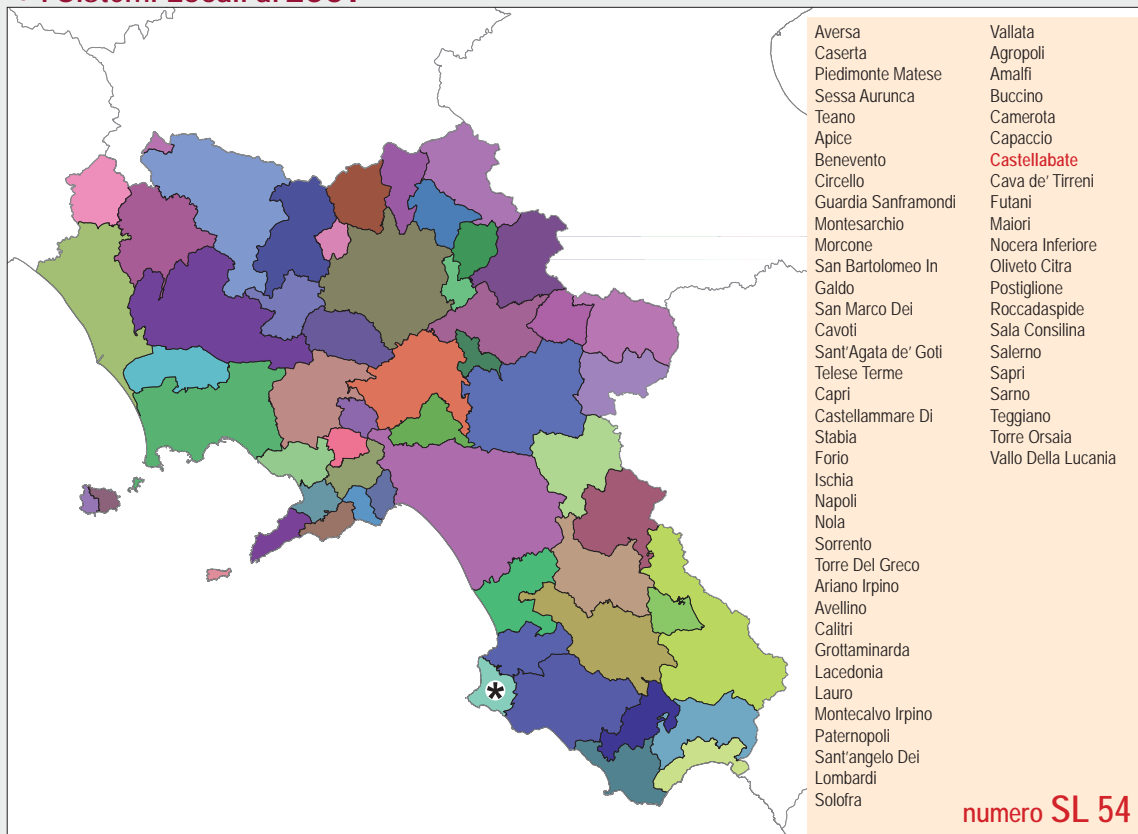 I Sistemi Locali al 2001
Aversa
Caserta
Piedimonte Matese
Sessa Aurunca
Teano
Apice
Benevento
Circello
Guardia Sanframondi
Montesarchio
Morcone
San Bartolomeo In
Galdo
San Marco Dei
Cavoti
Sant'Agata de' Goti
Telese Terme
Capri
Castellammare Di
Stabia
Forio
Ischia
Napoli
Nola
Sorrento
Torre Del Greco
Ariano Irpino
Avellino
Calitri
Grottaminarda
Lacedonia
Lauro
Montecalvo Irpino
Paternopoli
Sant'angelo Dei
Lombardi
Solofra
Vallata
Agropoli
Amalfi
Buccino
Camerota
Capaccio
Castellabate
Cava de' Tirreni
Futani
Maiori
Nocera Inferiore
Oliveto Citra
Postiglione
Roccadaspide
Sala Consilina
Salerno
Sapri
Sarno
Teggiano
Torre Orsaia
Vallo Della Lucania
*
numero SL 54